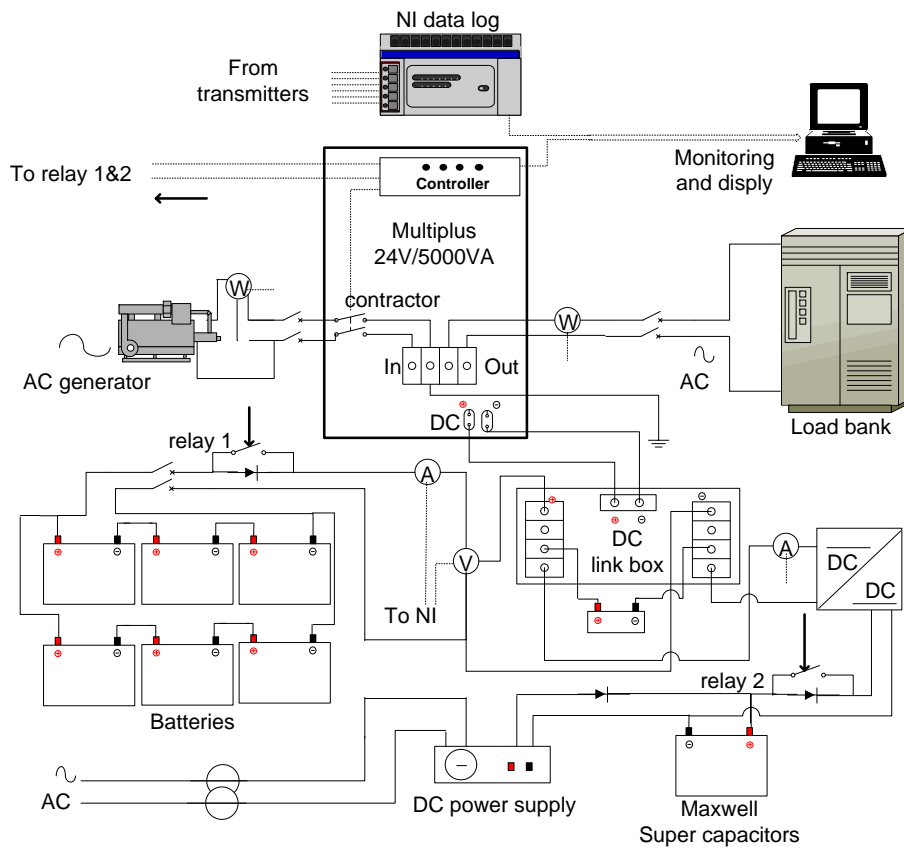 NI data log
From
transmitters
To relay 1&2
Controller
Monitoring
and disply
Multiplus
24V/5000VA
W
contractor
W
In
Out
AC generator
AC
DC
Load bank
relay 1
A
V
DC
link box
A
DC
DC
To NI
relay 2
Batteries
AC
DC power supply
Maxwell
Super capacitors